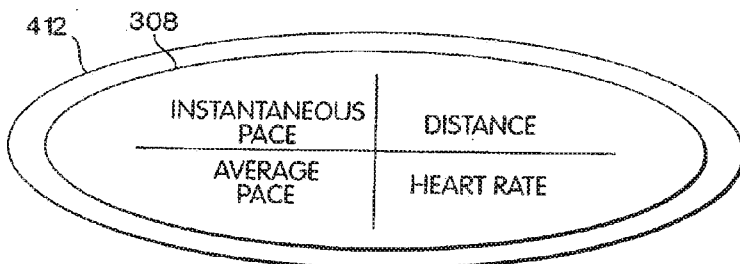 412
308
INSTANTANEOUS
PACE
DISTANCE
AVERAGE
PACE
HEART RATE